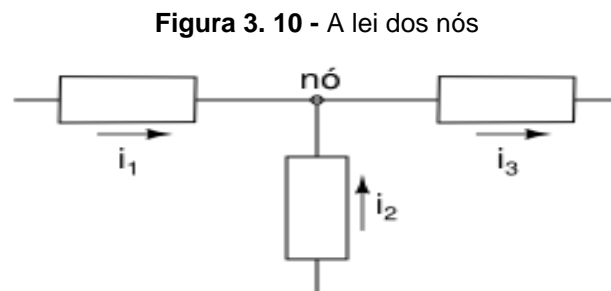 Figura 3. 10 - A lei dos nós
nó
i₁
i₃
i₂